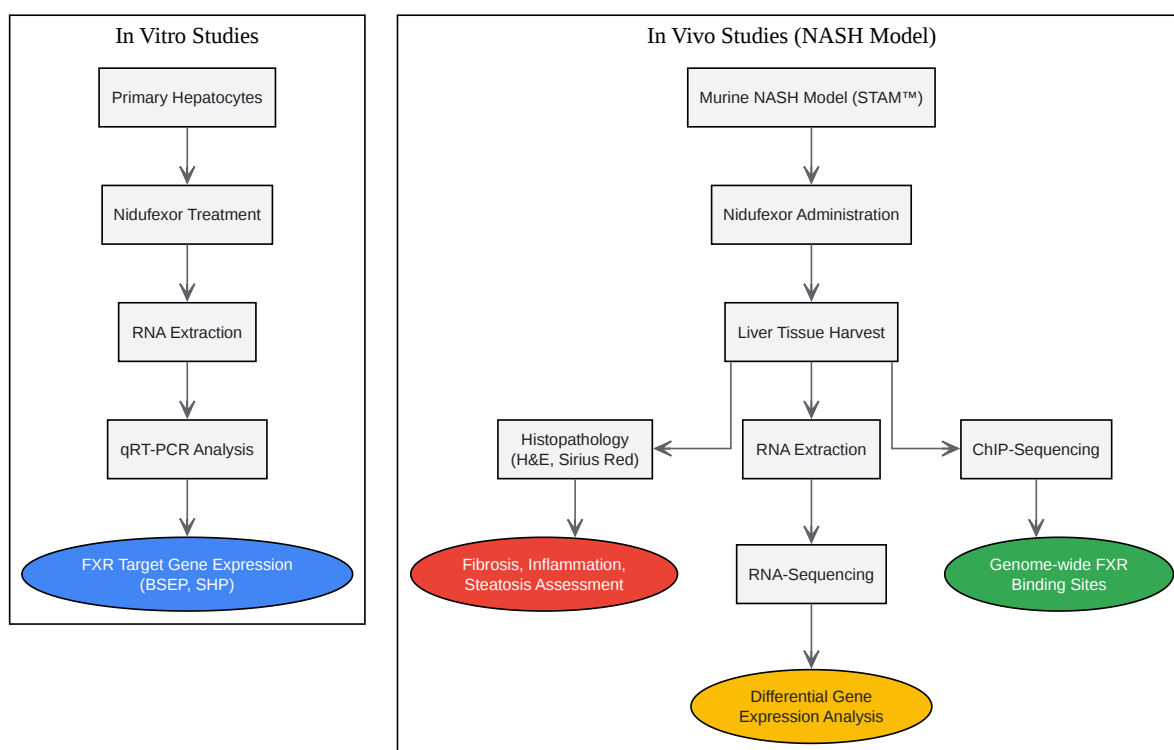 In Vitro Studies
Primary Hepatocytes
Nidufexor Treatment
RNA Extraction
qRT-PCR Analysis
FXR Target Gene Expression
(BSEP, SHP)
In Vivo Studies (NASH Model)
Murine NASH Model (STAM™)
Nidufexor Administration
Liver Tissue Harvest
Histopathology
(H&E, Sirius Red)
RNA Extraction
ChIP-Sequencing
Fibrosis, Inflammation,
Steatosis Assessment
RNA-Sequencing
Genome-wide FXR
Binding Sites
Differential Gene
Expression Analysis